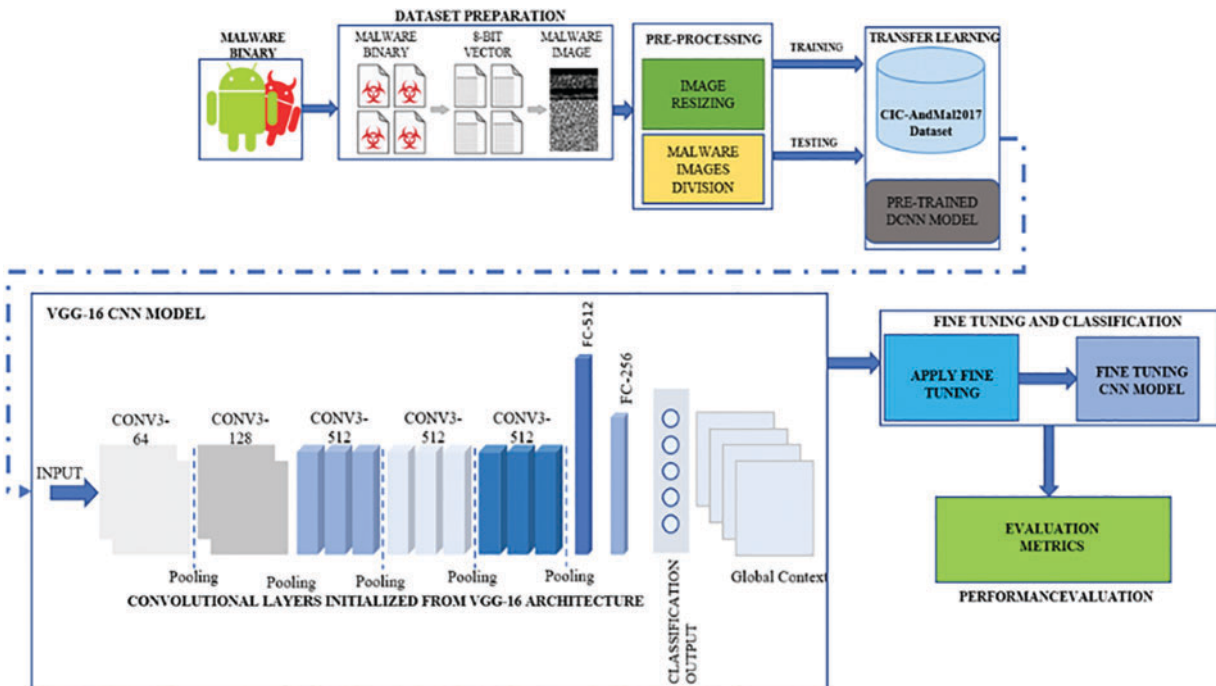 MALWARE
BINARY
DATASET PREPARATION
MALWARE
BINARY
8-BIT
VECTOR
MALWARE
IMAGE
PRE-PROCESSING
IMAGE
RESIZING
MALWARE
IMAGES
DIVISION
TRAINING
TESTING
TRANSFER LEARNING
CIC-AndMal2017
Dataset
PRE-TRAINED
DCNN MODEL
VGG-16 CNN MODEL
INPUT
CONV3-
64
CONV3-
128
CONV3-
512
CONV3-
512
CONV3-
512
FC-512
FC-256
Pooling
Pooling
Pooling
Pooling
Pooling
CONVOLUTIONAL LAYERS INITIALIZED FROM VGG-16 ARCHITECTURE
CLASSIFICATION
OUTPUT
Global Context
FINE TUNING AND CLASSIFICATION
APPLY FINE
TUNING
FINE TUNING
CNN MODEL
EVALUATION
METRICS
PERFORMANCEVALUATION